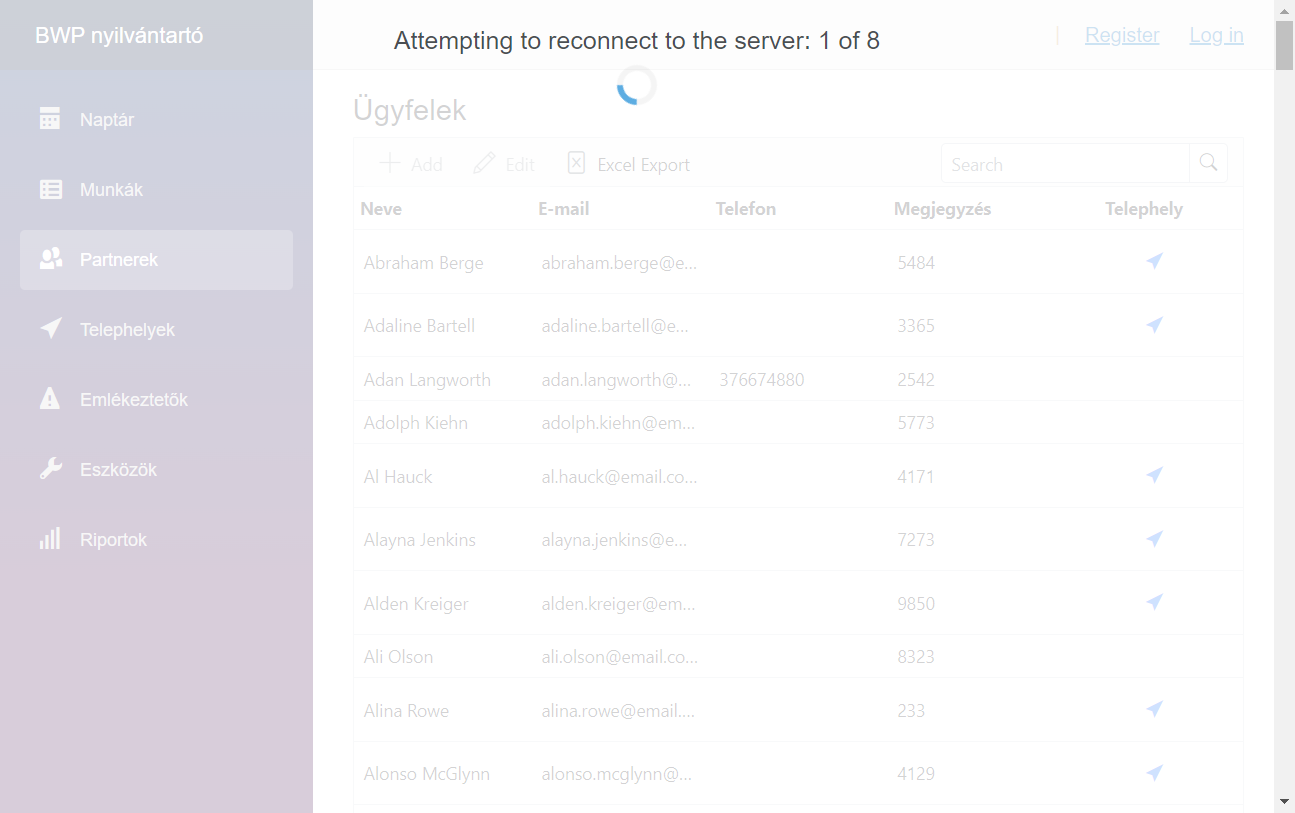 BWP nyilvántartó
Attempting to reconnect to the server: 1 of 8
Register
Log in
Naptár
Munkák
Partnerek
Telephelyek
Emlékeztetök
Eszközök
Riportok
Ügyfelek
Add
Edit
Excel Export
Search
Neve E-mail Telefon Megjegyzés Telephely
Abraham Berge abraham.berge@e... 5484
Adaline Bartell adaline.bartell@e... 3365
Adan Langworth adan.langworth@... 376674880 2542
Adolph Kiehn adolph.kiehn@em... 5773
Al Hauck al.hauck@email.co... 4171
Alayna Jenkins alayna.jenkins@e... 7273
Alden Kreiger alden.kreiger@em... 9850
Ali Olson ali.olson@email.co... 8323
Alina Rowe alina.rowe@email.... 233
Alonso McGlynn alonso.mcglynn@... 4129